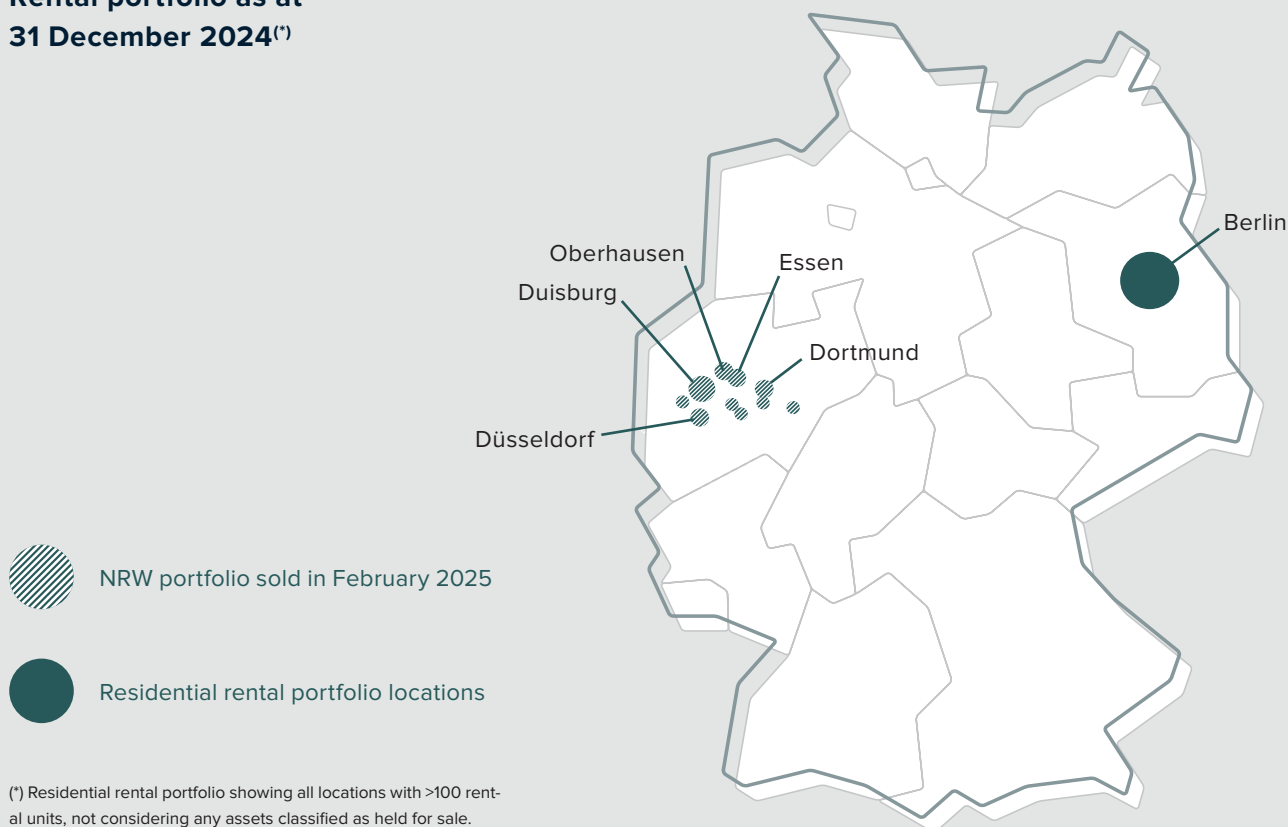 Rental portfolio as at
31 December 2024(*)
Berlin
Oberhausen
Essen
Duisburg
Dortmund
Düsseldorf
NRW portfolio sold in February 2025
Residential rental portfolio locations
(*) Residential rental portfolio showing all locations with >100 rent-
al units, not considering any assets classified as held for sale.